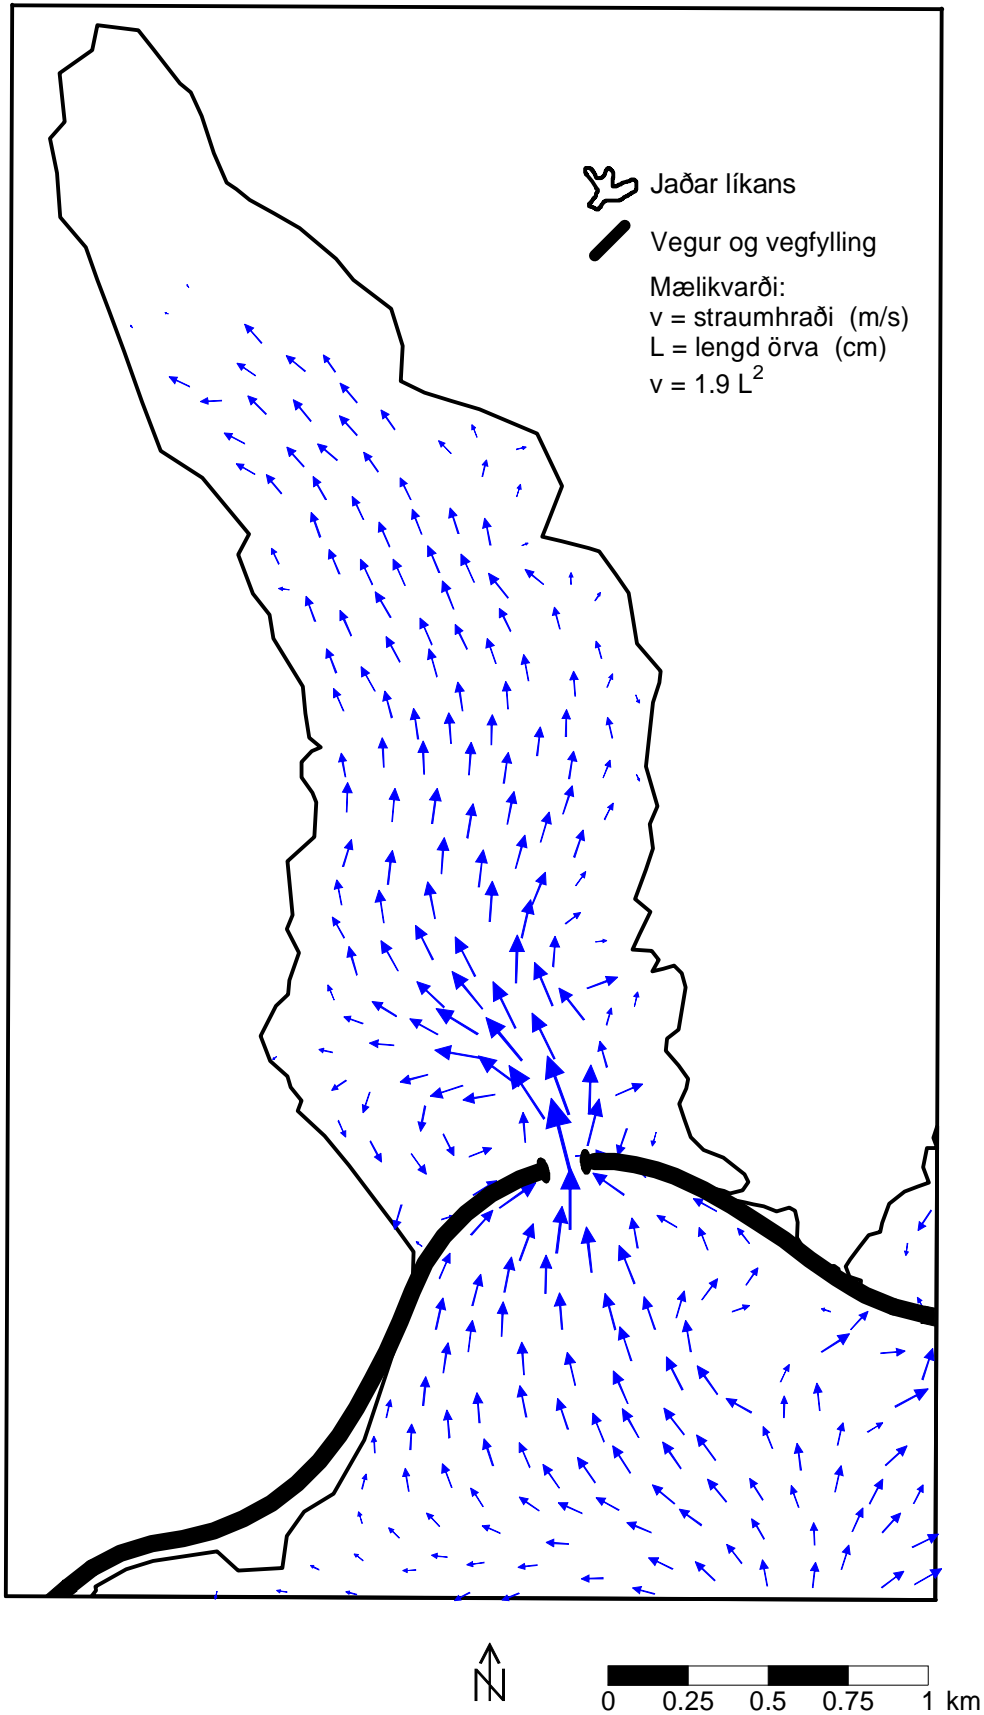 Jaðar líkans
Vegur og vegfylling
Mælikvarði:
v = straumhraði (m/s)
L = lengd örva (cm)
v = 1.9 L²
N
0 0.25 0.5 0.75 1 km